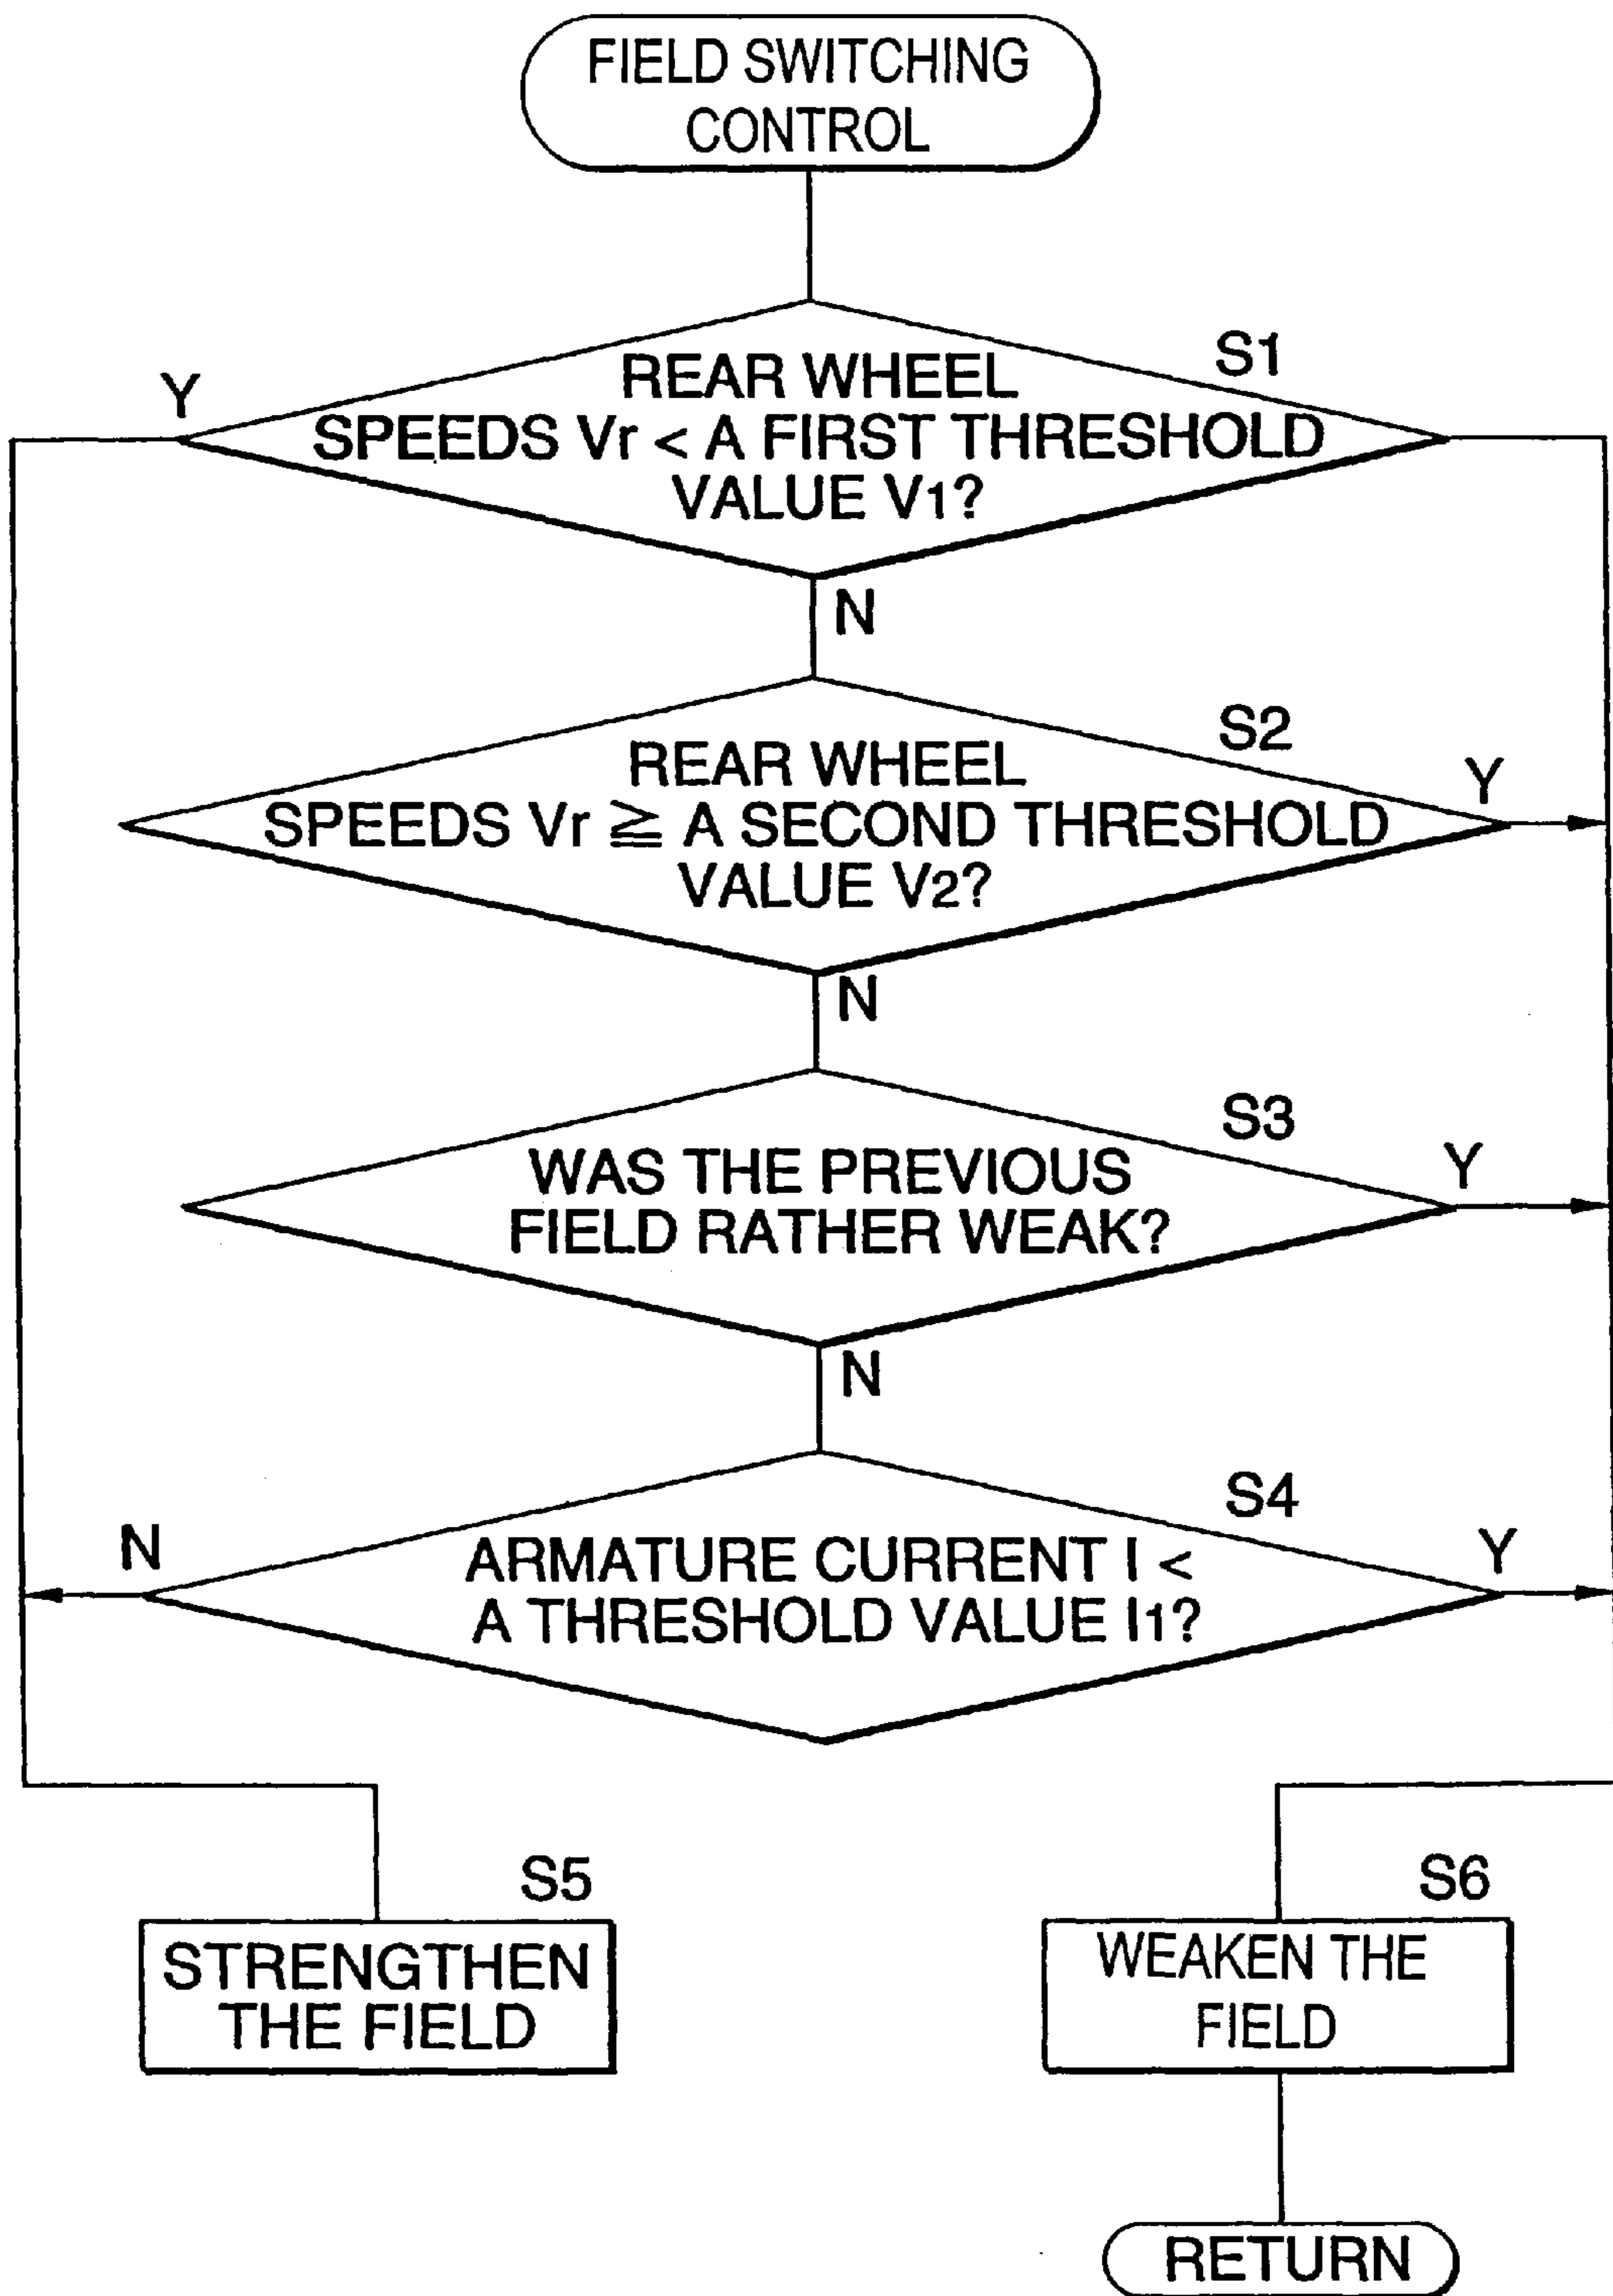 FIELD SWITCHING
CONTROL
S1
Y
REAR WHEEL
SPEEDS Vr < A FIRST THRESHOLD
VALUE V1?
N
S2
Y
REAR WHEEL
SPEEDS Vr ≧ A SECOND THRESHOLD
VALUE V2?
N
S3
Y
WAS THE PREVIOUS
FIELD RATHER WEAK?
N
S4
N
Y
ARMATURE CURRENT I <
A THRESHOLD VALUE I1?
S5
STRENGTHEN
THE FIELD
S6
WEAKEN THE
FIELD
RETURN